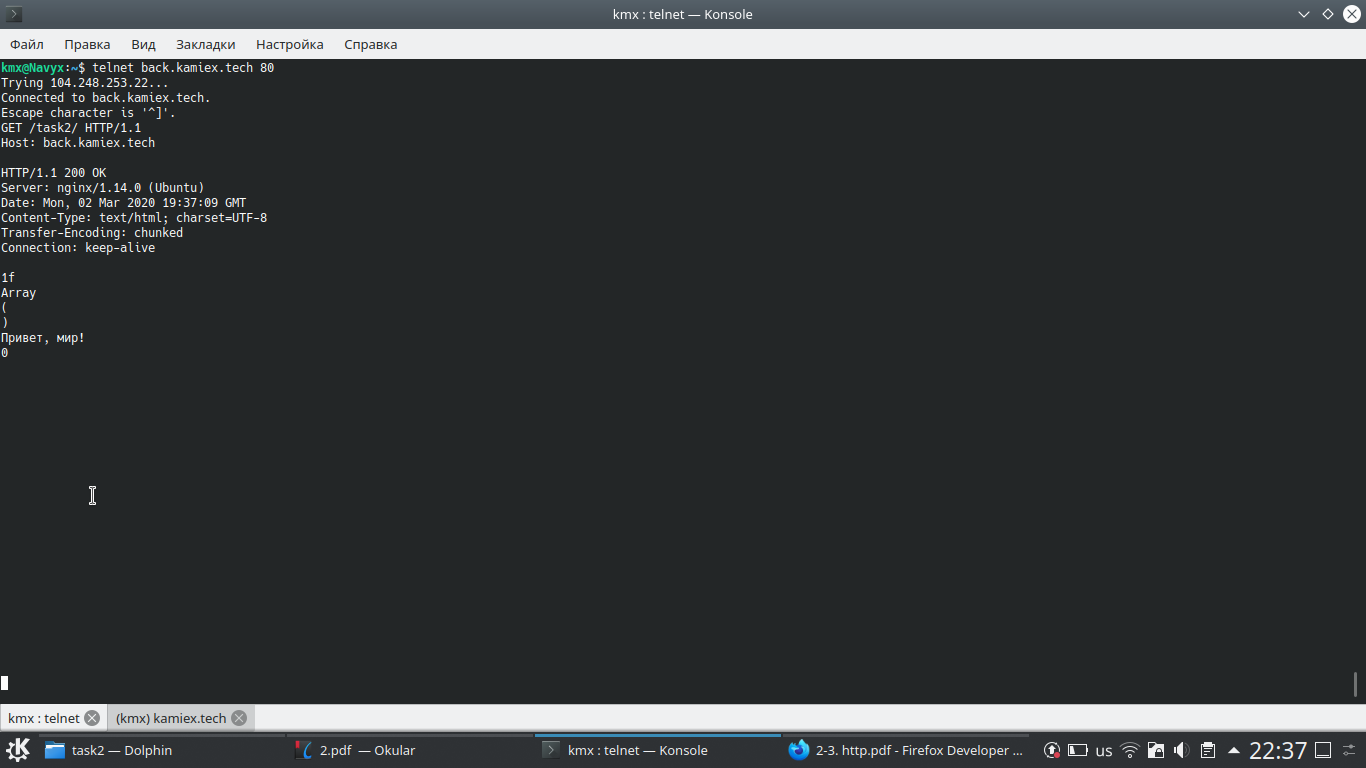 kmx : telnet — Konsole
Файл Правка Вид Закладки Настройка Справка
kmx@Navyx:~$ telnet back.kamiex.tech 80
Trying 104.248.253.22...
Connected to back.kamiex.tech.
Escape character is '^]'.
GET /task2/ HTTP/1.1
Host: back.kamiex.tech
HTTP/1.1 200 OK
Server: nginx/1.14.0 (Ubuntu)
Date: Mon, 02 Mar 2020 19:37:09 GMT
Content-Type: text/html; charset=UTF-8
Transfer-Encoding: chunked
Connection: keep-alive
1f
Array
(
)
Привет, мир!
0
kmx : telnet (kmx) kamiex.tech
task2 — Dolphin 2.pdf — Okular kmx : telnet — Konsole 2-3. http.pdf - Firefox Developer ... us 22:37